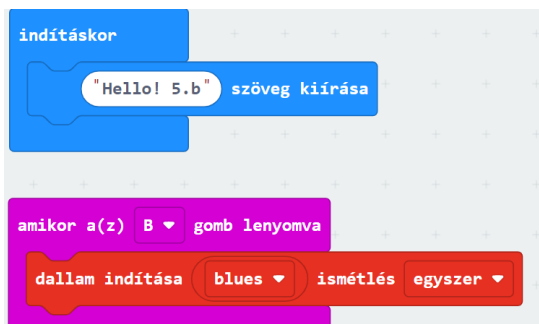 indításkor
"Hello! 5.b" szöveg kiírása
amikor a(z) B gomb lenyomva
dallam indítása blues ismétlés egyszer